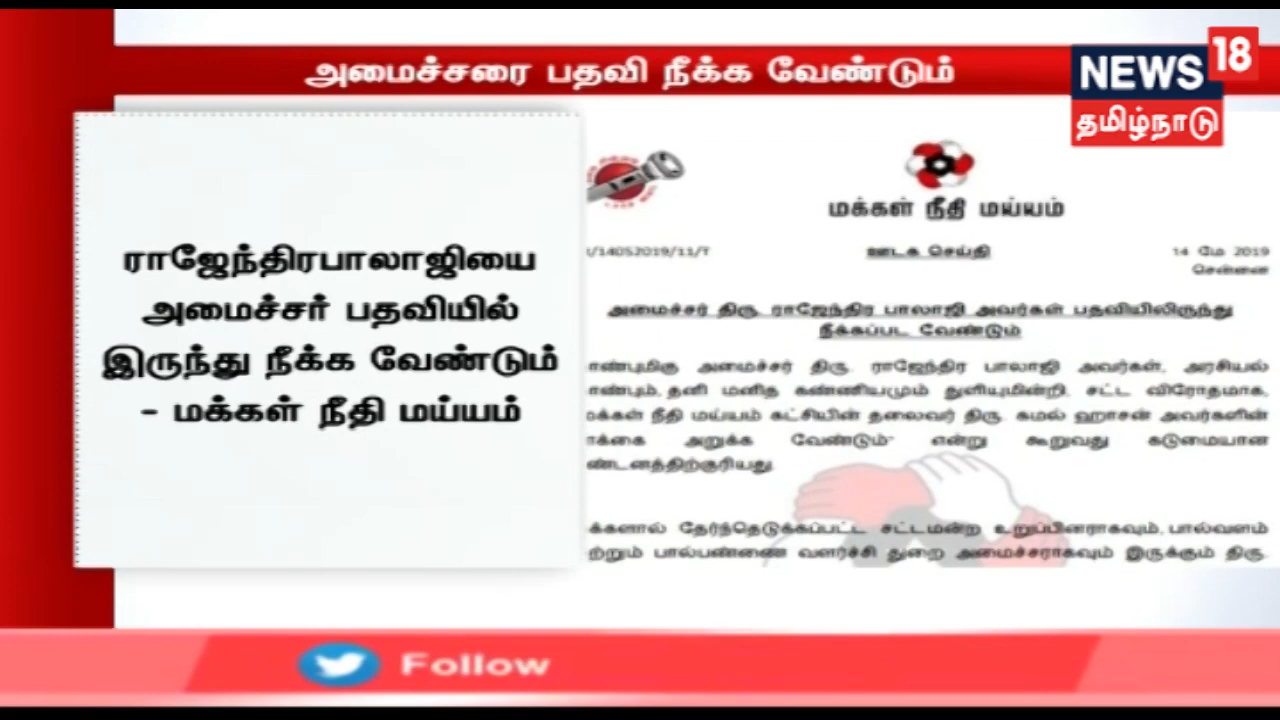 அமைச்சரை பதவி நீக்க வேண்டும்
NEWS 18
தமிழ்நாடு
ராஜேந்திரபாலாஜியை
அமைச்சர் பதவியில்
இருந்து நீக்க வேண்டும்
- மக்கள் நீதி மய்யம்
மக்கள் நீதி மய்யம்
/14052019/11/T
ஊடக செய்தி
14 மே 2019
சென்னை
அமைச்சர் திரு. ராஜேந்திர பாலாஜி அவர்கள் பதவியிலிருந்து
நீக்கப்பட வேண்டும்
ாண்புமிகு அமைச்சர் திரு. ராஜேந்திர பாலாஜி அவர்கள், அரசியல்
ாண்பும், தனி மனித கண்ணியமும் துளியுமின்றி, சட்ட விரோதமாக,
மக்கள் நீதி மய்யம் கட்சியின் தலைவர் திரு. கமல் ஹாசன் அவர்களின்
ாக்கை அறுக்க வேண்டும்" என்று கூறுவது கடுமையான
ண்டனத்திற்குரியது.
க்களால் தேர்ந்தெடுக்கப்பட்ட சட்டமன்ற உறுப்பினராகவும், பால்வளம்
ற்றும் பால்பண்ணை வளர்ச்சி துறை அமைச்சராகவும் இருக்கும் திரு.
Follow